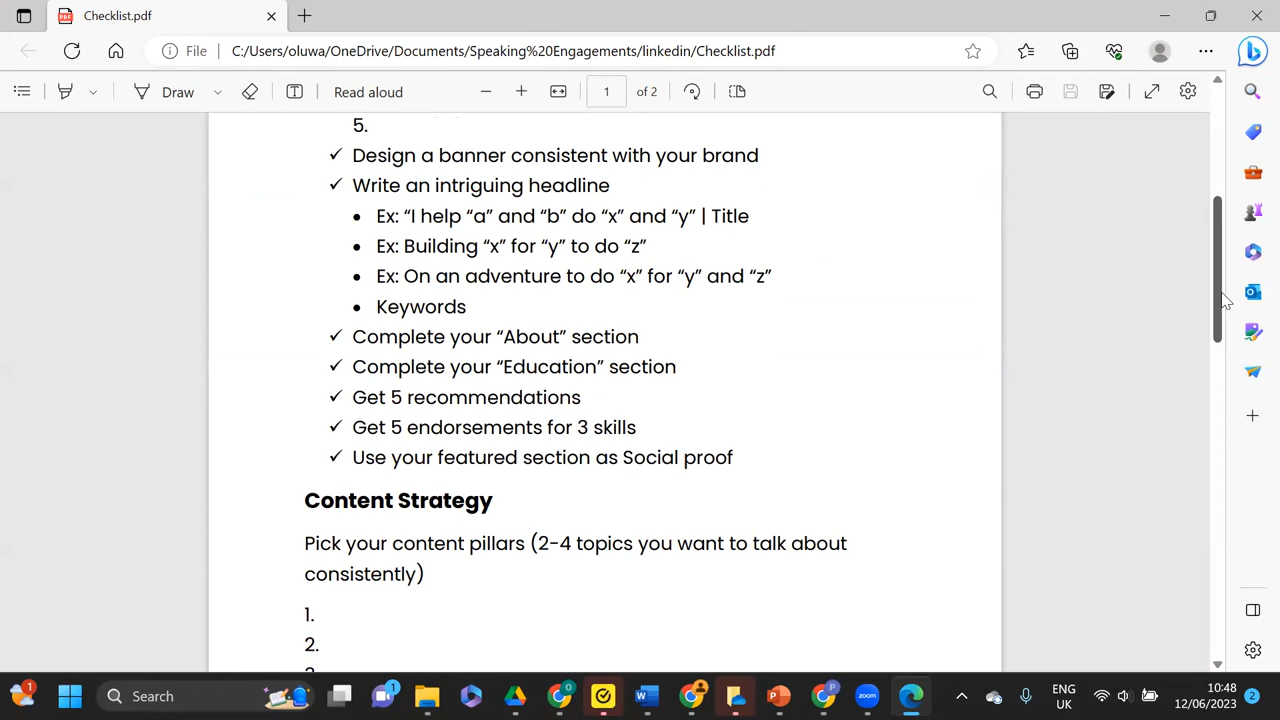 Checklist.pdf
File
C:/Users/oluwa/OneDrive/Documents/Speaking%20Engagements/linkedin/Checklist.pdf
Draw
Read aloud
1 of 2
5.
✓ Design a banner consistent with your brand
✓ Write an intriguing headline
• Ex: “I help “a” and “b” do “x” and “y” | Title
• Ex: Building “x” for “y” to do “z”
• Ex: On an adventure to do “x” for “y” and “z”
• Keywords
✓ Complete your “About” section
✓ Complete your “Education” section
✓ Get 5 recommendations
✓ Get 5 endorsements for 3 skills
✓ Use your featured section as Social proof
Content Strategy
Pick your content pillars (2-4 topics you want to talk about
consistently)
1.
2.
Search
ENG
UK
10:48
12/06/2023